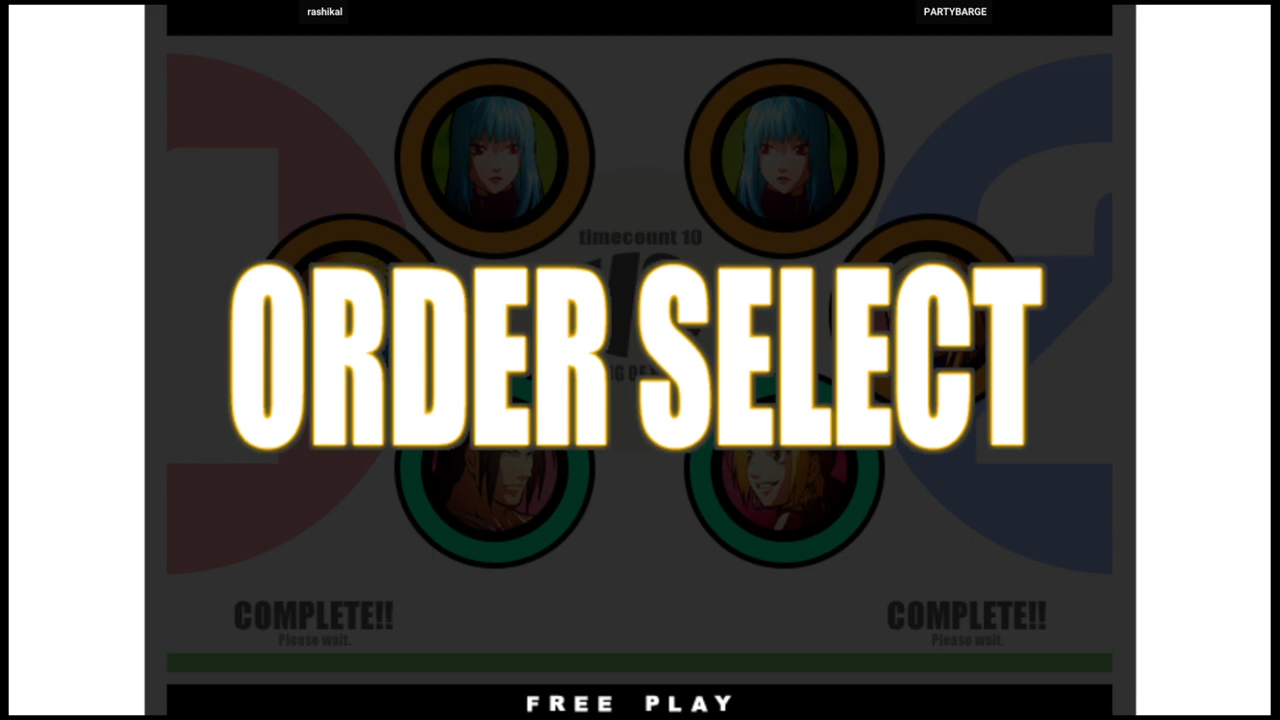 rashikal
PARTYBARGE
timecount 10
ORDER SELECT
COMPLETE!!
Please wait.
COMPLETE!!
Please wait.
FREE PLAY